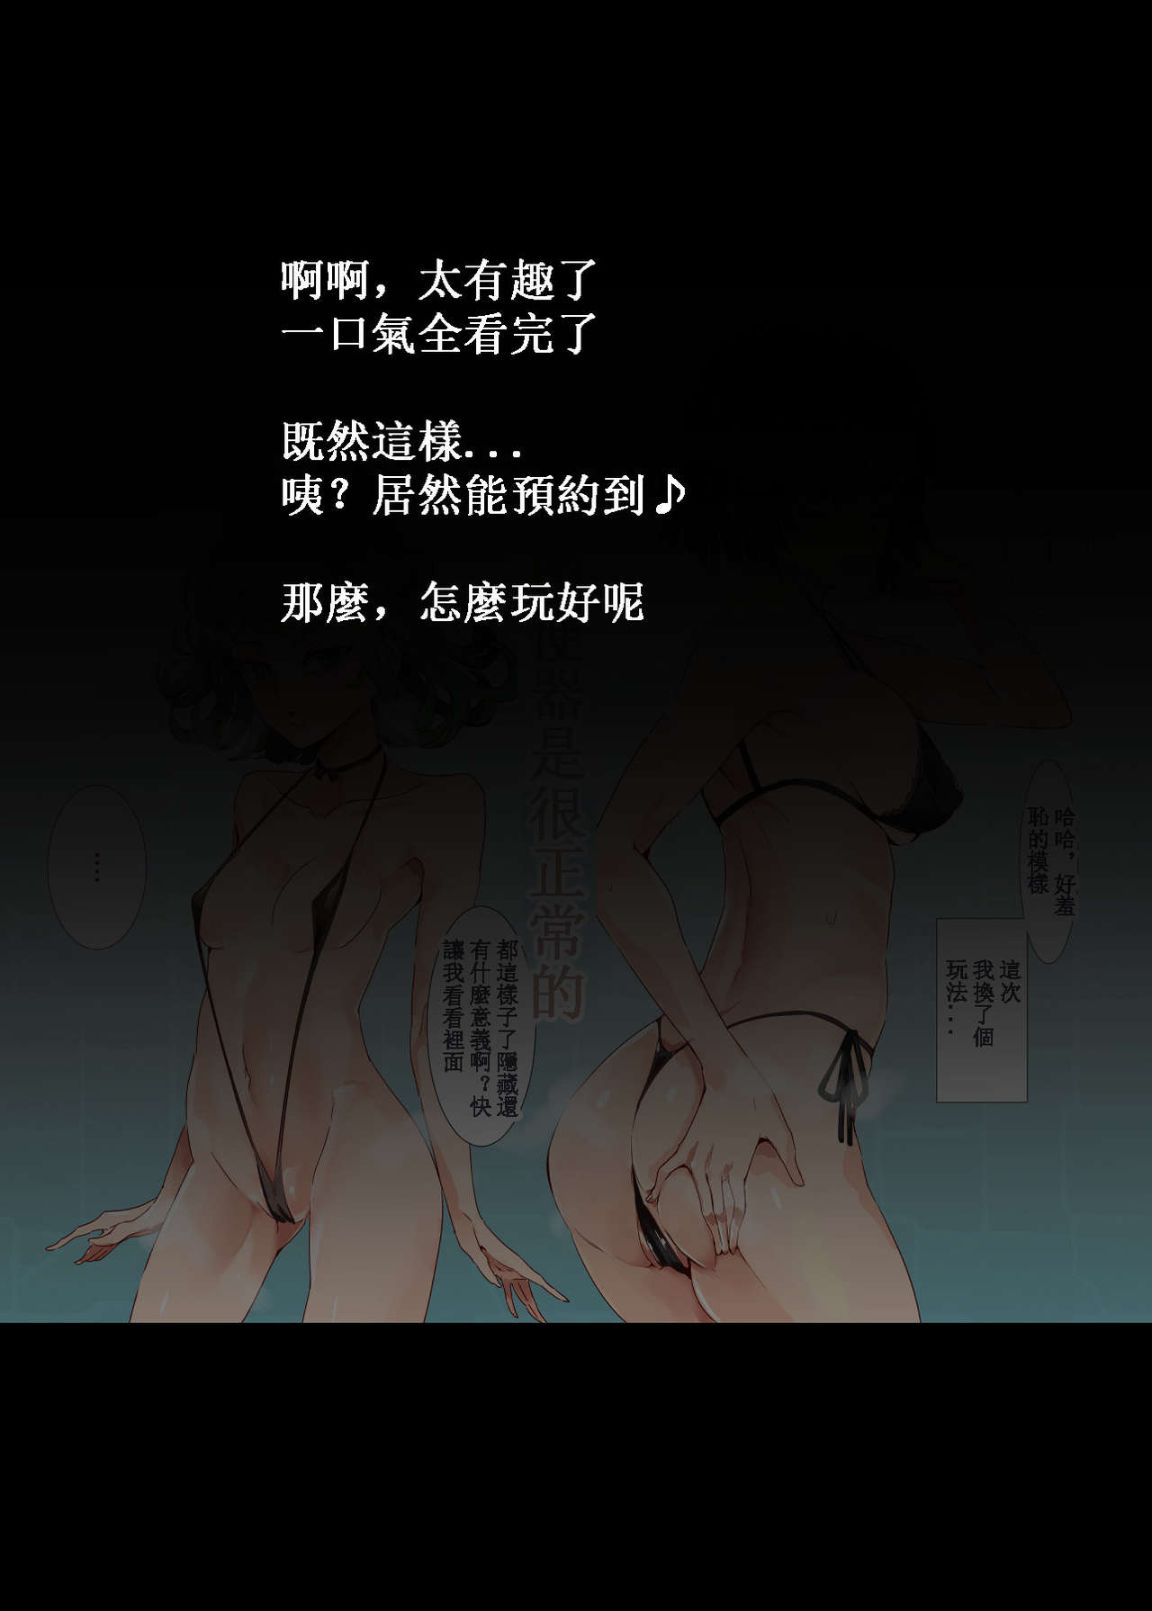 啊啊，太有趣了
一口氣全看完了
既然這樣...
咦？居然能預約到♪
那麼，怎麼玩好呢
哈哈，好羞
恥的模樣
這次
我換了個
玩法...
便器是很正常的
都這樣子了隱藏還
有什麼意義啊？快
讓我看看裡面
....